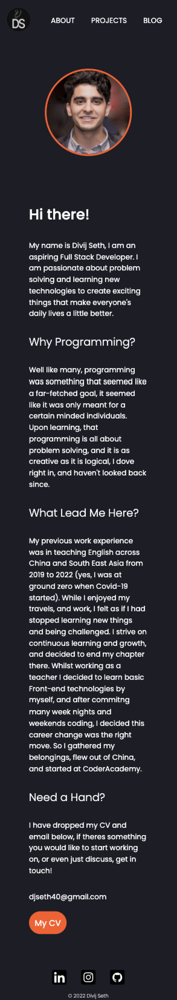 DS
ABOUT PROJECTS BLOG
Hi there!
My name is Divij Seth, I am an
aspiring Full Stack Developer. I
am passionate about problem
solving and learning new
technologies to create exciting
things that make everyone's
daily lives a little better.
Why Programming?
Well like many, programming
was something that seemed like
a far-fetched goal, it seemed
like it was only meant for a
certain minded individuals.
Upon learning, that
programming is all about
problem solving, and it is as
creative as it is logical, I dove
right in, and haven't looked back
since.
What Lead Me Here?
My previous work experience
was in teaching English across
China and South East Asia from
2019 to 2022 (yes, I was at
ground zero when Covid-19
started). While I enjoyed my
travels, and work, I felt as if I had
stopped learning new things
and being challenged. I strive on
continuous learning and growth,
and decided to end my chapter
there. Whilst working as a
teacher I decided to learn basic
Front-end technologies by
myself, and after commitng
many week nights and
weekends coding, I decided this
career change was the right
move. So I gathered my
belongings, flew out of China,
and started at CoderAcademy.
Need a Hand?
I have dropped my CV and
email below, if theres something
you would like to start working
on, or even just discuss, get in
touch!
djseth40@gmail.com
My CV
in
© 2022 Divij Seth